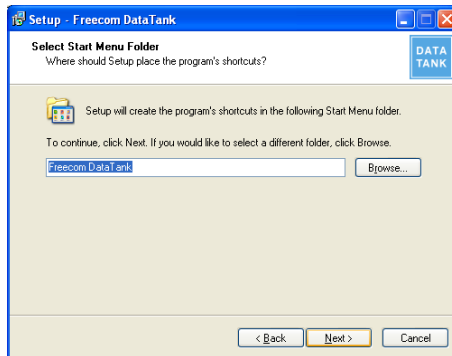 Setup - Freecom DataTank
Select Start Menu Folder
Where should Setup place the program's shortcuts?
DATA
TANK
Setup will create the program's shortcuts in the following Start Menu folder.
To continue, click Next. If you would like to select a different folder, click Browse.
Freecom DataTank
Browse...
< Back
Next >
Cancel